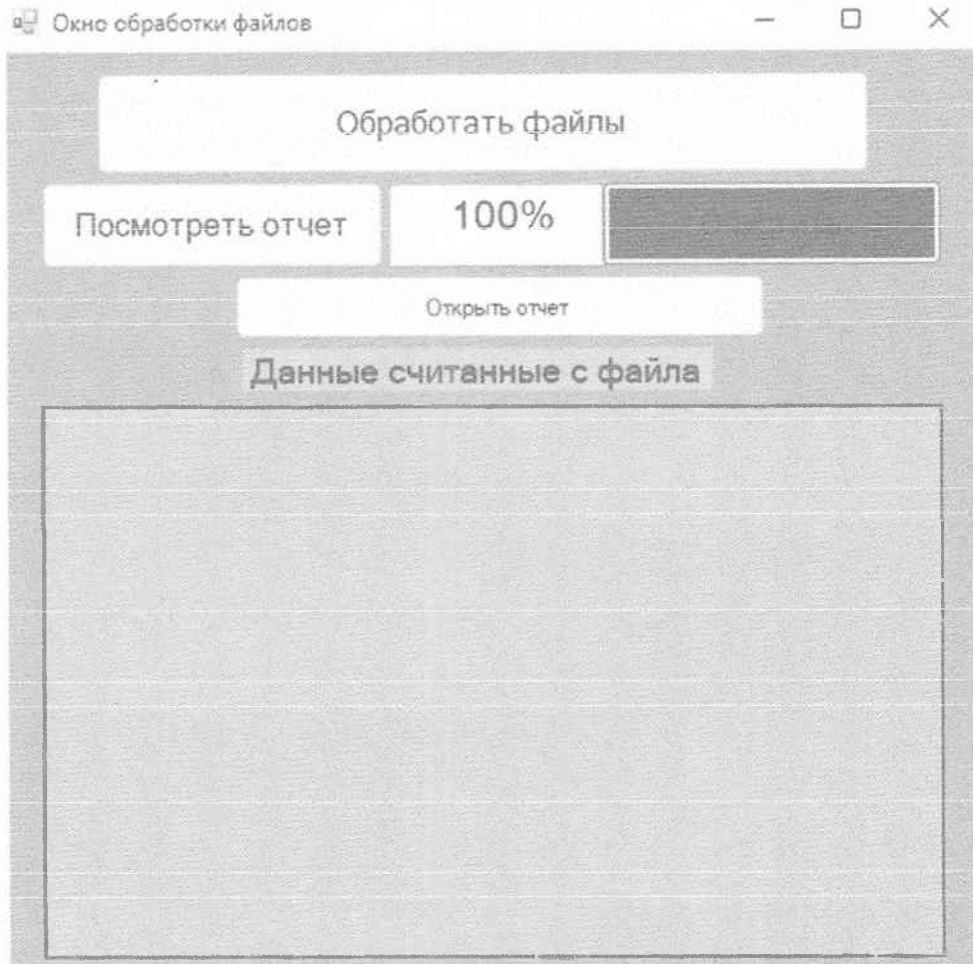 Окно обработки файлов
Обработать файлы
Посмотреть отчет
100%
Открыть отчет
Данные считанные с файла